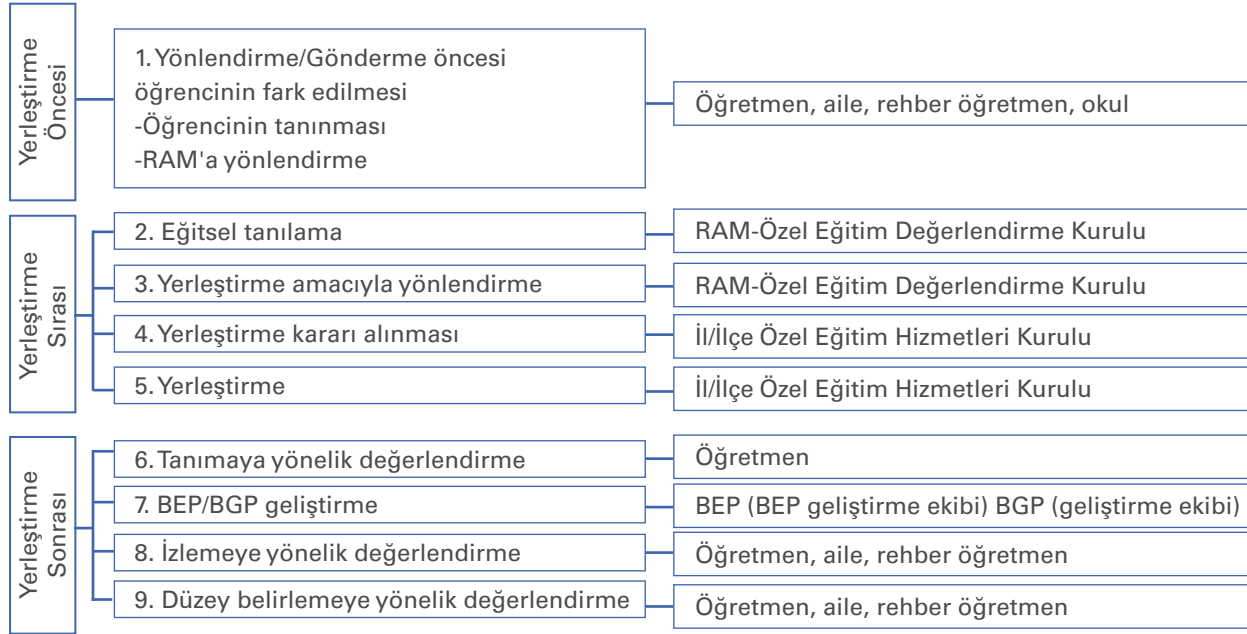 Yerleştirme
Öncesi
1. Yönlendirme/Gönderme öncesi
öğrencinin fark edilmesi
-Öğrencinin tanınması
-RAM'a yönlendirme
Öğretmen, aile, rehber öğretmen, okul
Yerleştirme
Sırası
2. Eğitsel tanılama
RAM-Özel Eğitim Değerlendirme Kurulu
3. Yerleştirme amacıyla yönlendirme
RAM-Özel Eğitim Değerlendirme Kurulu
4. Yerleştirme kararı alınması
İl/İlçe Özel Eğitim Hizmetleri Kurulu
5. Yerleştirme
İl/İlçe Özel Eğitim Hizmetleri Kurulu
Yerleştirme
Sonrası
6. Tanımaya yönelik değerlendirme
Öğretmen
7. BEP/BGP geliştirme
BEP (BEP geliştirme ekibi) BGP (geliştirme ekibi)
8. İzlemeye yönelik değerlendirme
Öğretmen, aile, rehber öğretmen
9. Düzey belirlemeye yönelik değerlendirme
Öğretmen, aile, rehber öğretmen